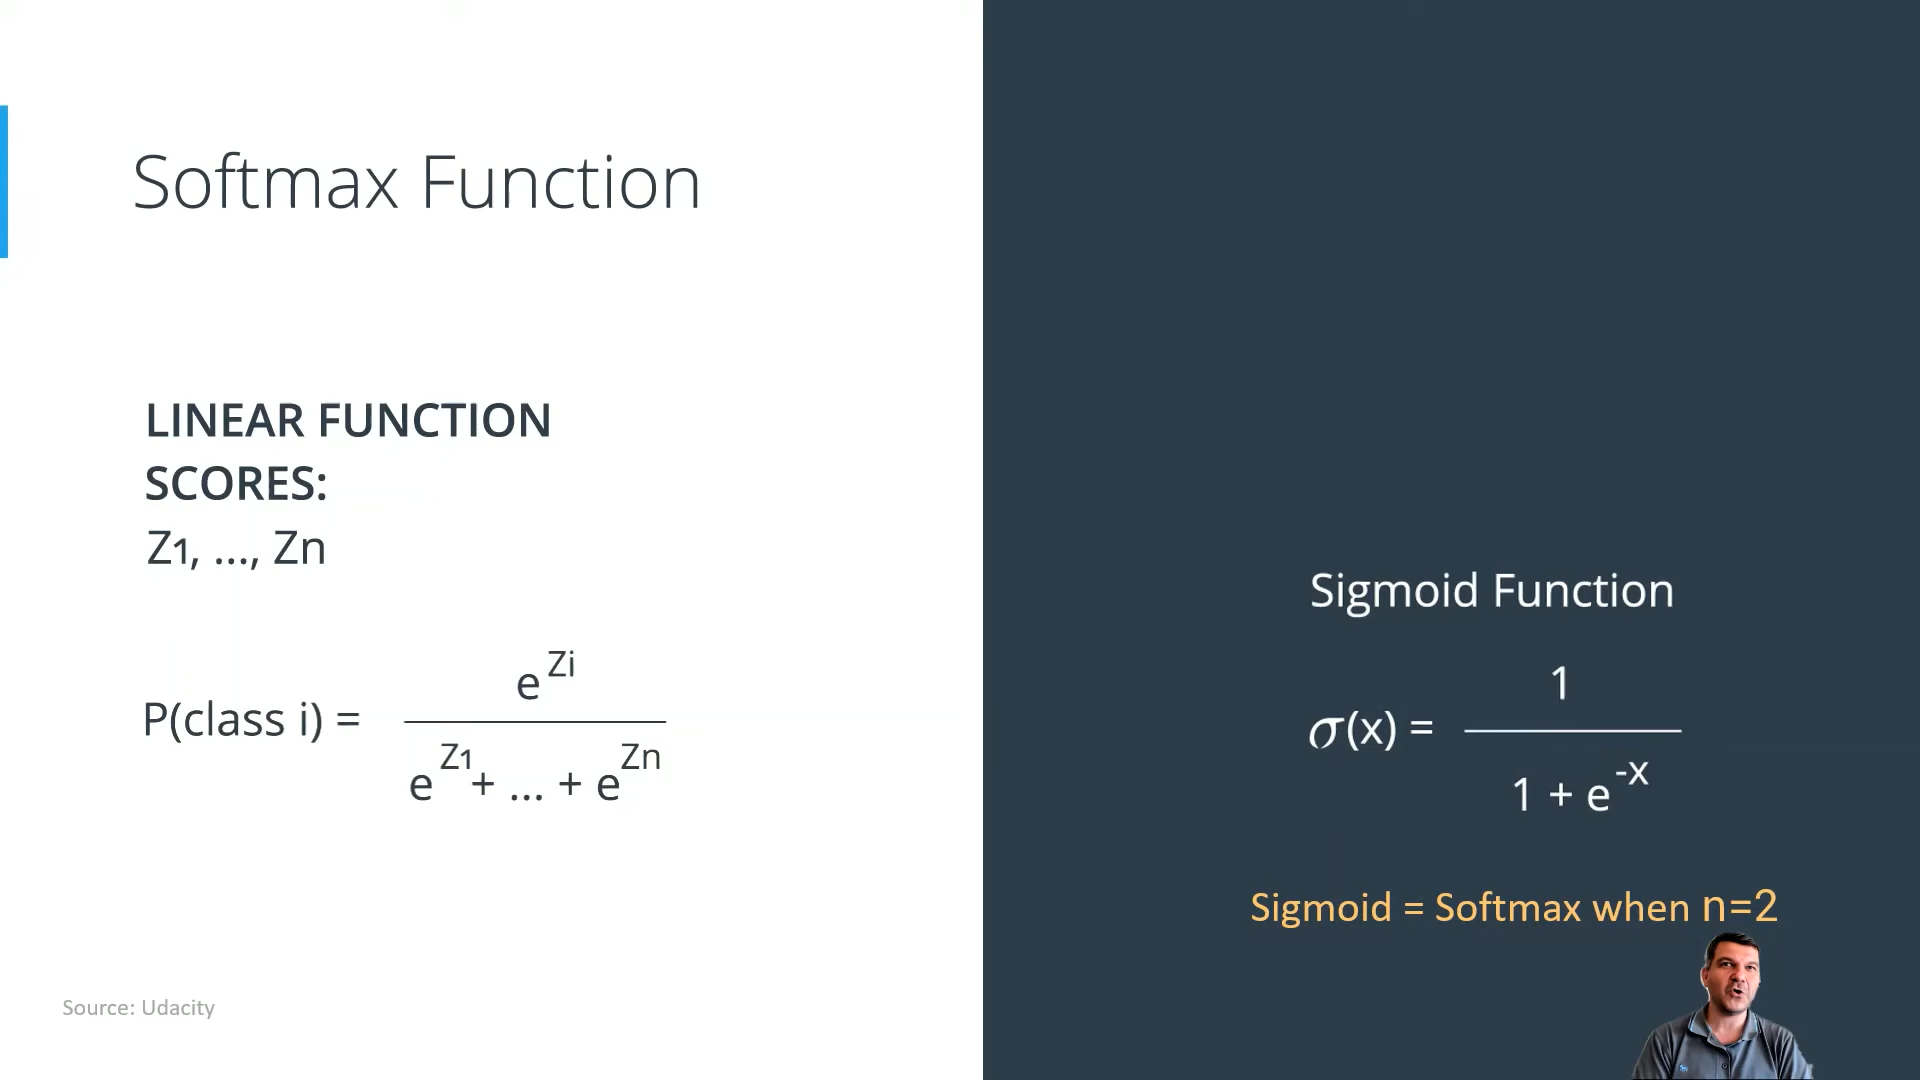 Softmax Function
LINEAR FUNCTION
SCORES:
Z1, ..., Zn
P(class i) = e^Zi / e^Z1 + ... + e^Zn
Sigmoid Function
σ(x) = 1 / 1 + e^-x
Sigmoid = Softmax when n=2
Source: Udacity